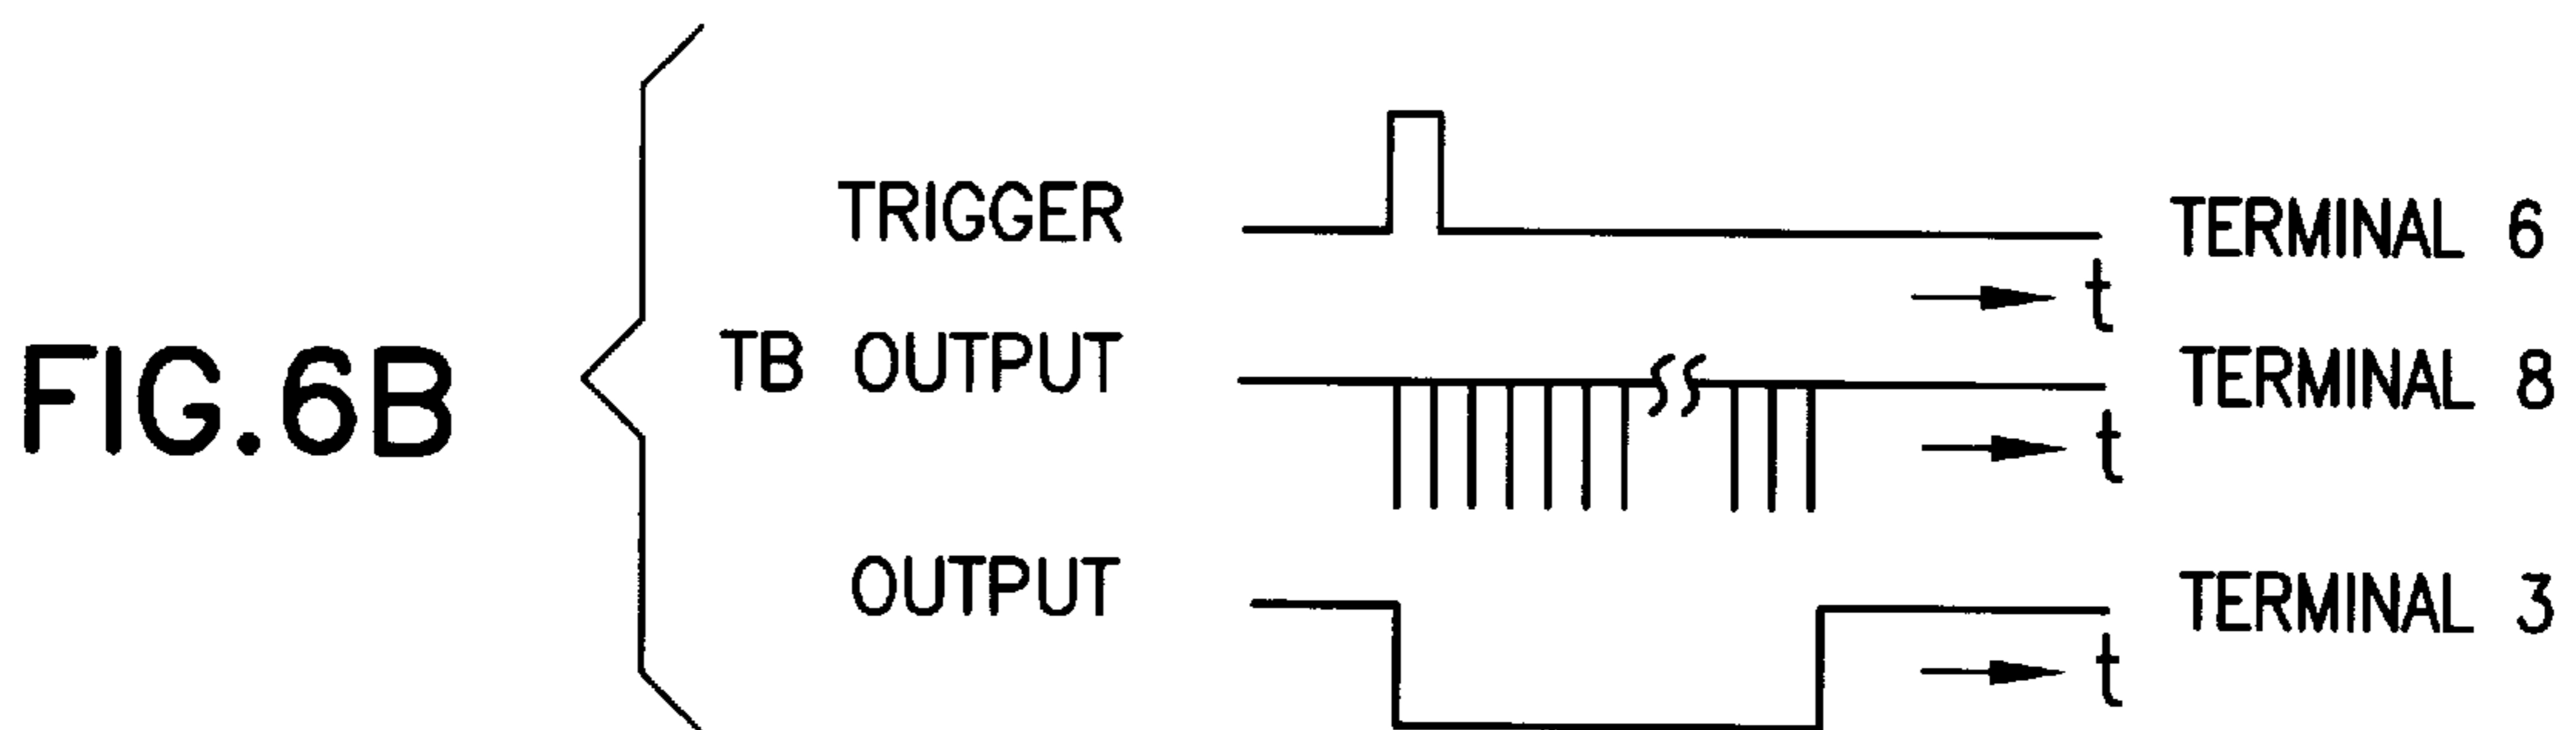 FIG.6B
TRIGGER
TERMINAL 6
t
TB OUTPUT
TERMINAL 8
t
OUTPUT
TERMINAL 3
t